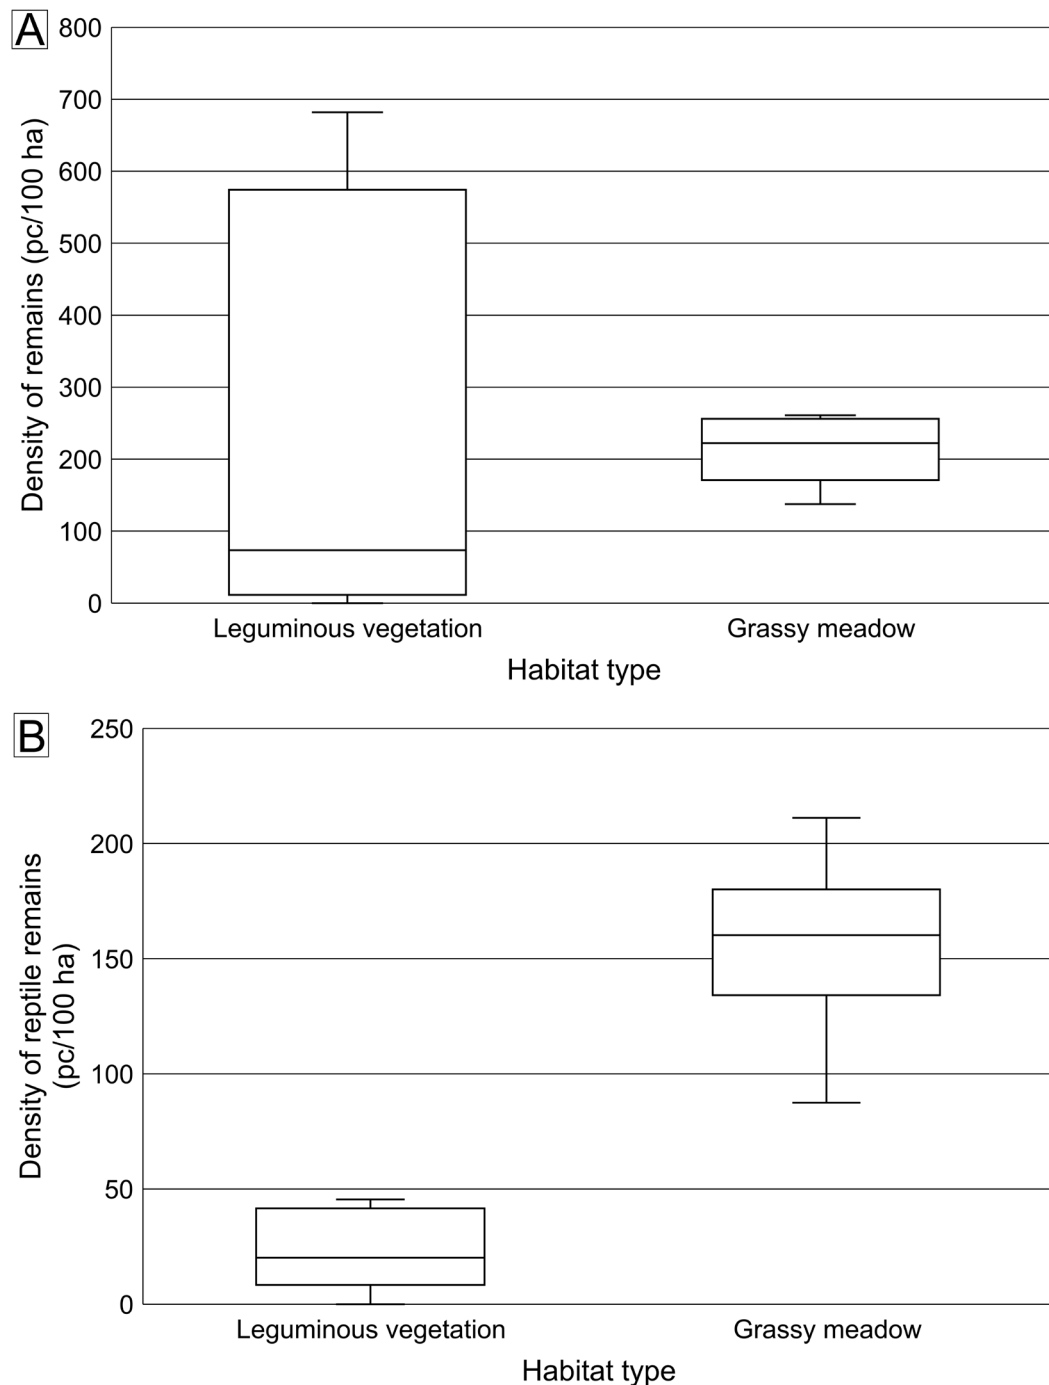 A
800
700
600
500
400
300
200
100
0
Density of remains (pc/100 ha)
Leguminous vegetation
Grassy meadow
Habitat type
B
250
200
150
100
50
0
Density of reptile remains
(pc/100 ha)
Leguminous vegetation
Grassy meadow
Habitat type